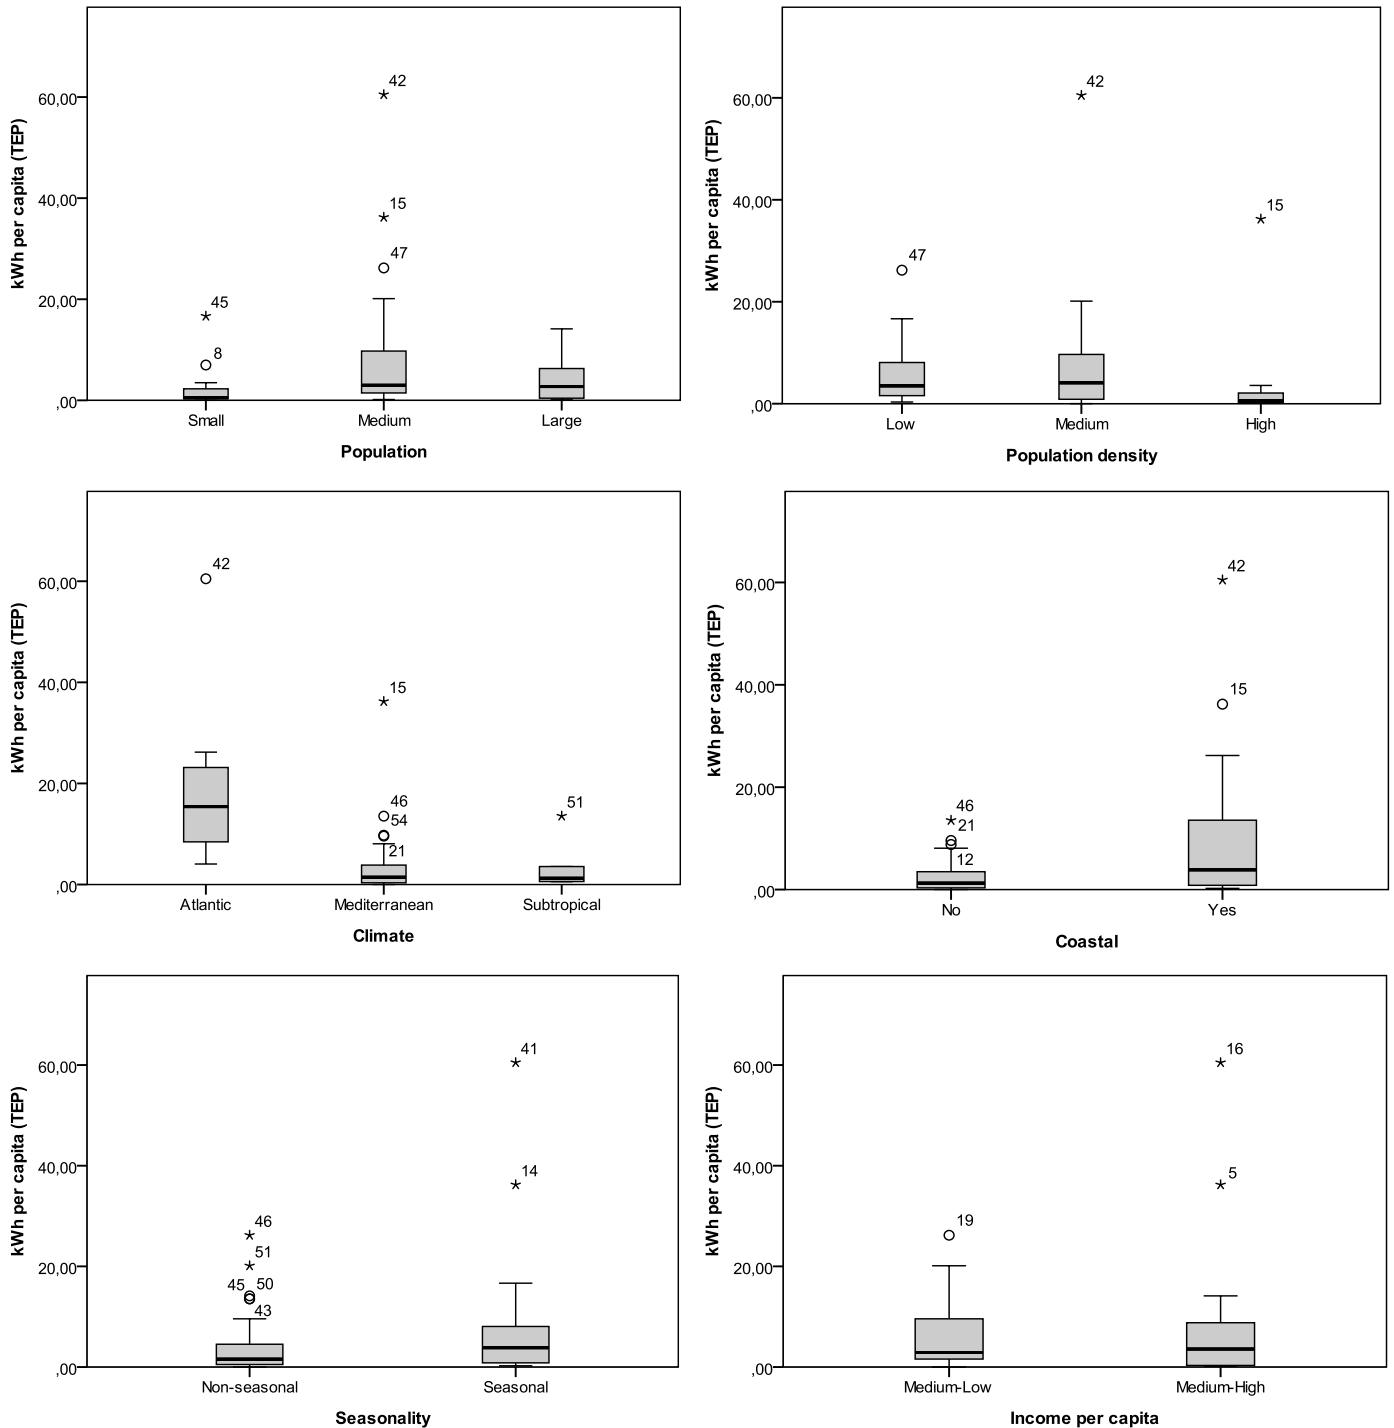 kWh per capita (TEP)
60,00
40,00
20,00
,00
42
15
47
45
8
Small
Medium
Large
Population
kWh per capita (TEP)
60,00
40,00
20,00
,00
42
15
47
Low
Medium
High
Population density
kWh per capita (TEP)
60,00
40,00
20,00
,00
42
15
46
54
21
51
Atlantic
Mediterranean
Subtropical
Climate
kWh per capita (TEP)
60,00
40,00
20,00
,00
42
15
46
21
12
No
Yes
Coastal
kWh per capita (TEP)
60,00
40,00
20,00
,00
41
14
46
51
45 50
43
Non-seasonal
Seasonal
Seasonality
kWh per capita (TEP)
60,00
40,00
20,00
,00
16
5
19
Medium-Low
Medium-High
Income per capita